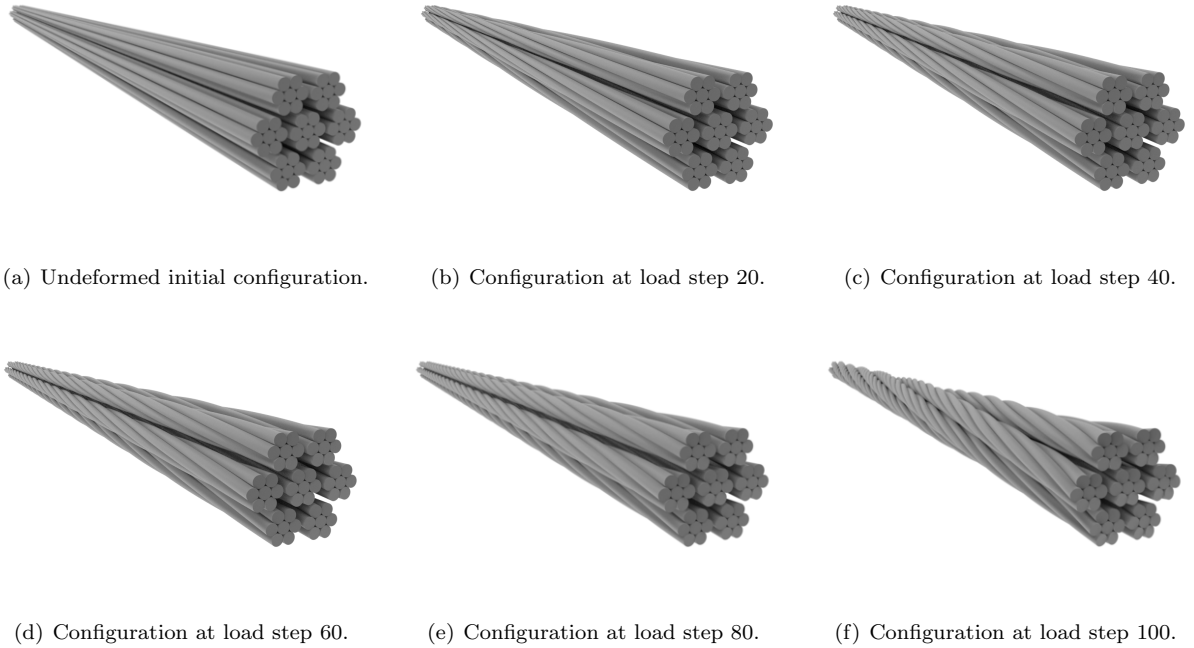 (a) Undeformed initial configuration.
(b) Configuration at load step 20.
(c) Configuration at load step 40.
(d) Configuration at load step 60.
(e) Configuration at load step 80.
(f) Configuration at load step 100.